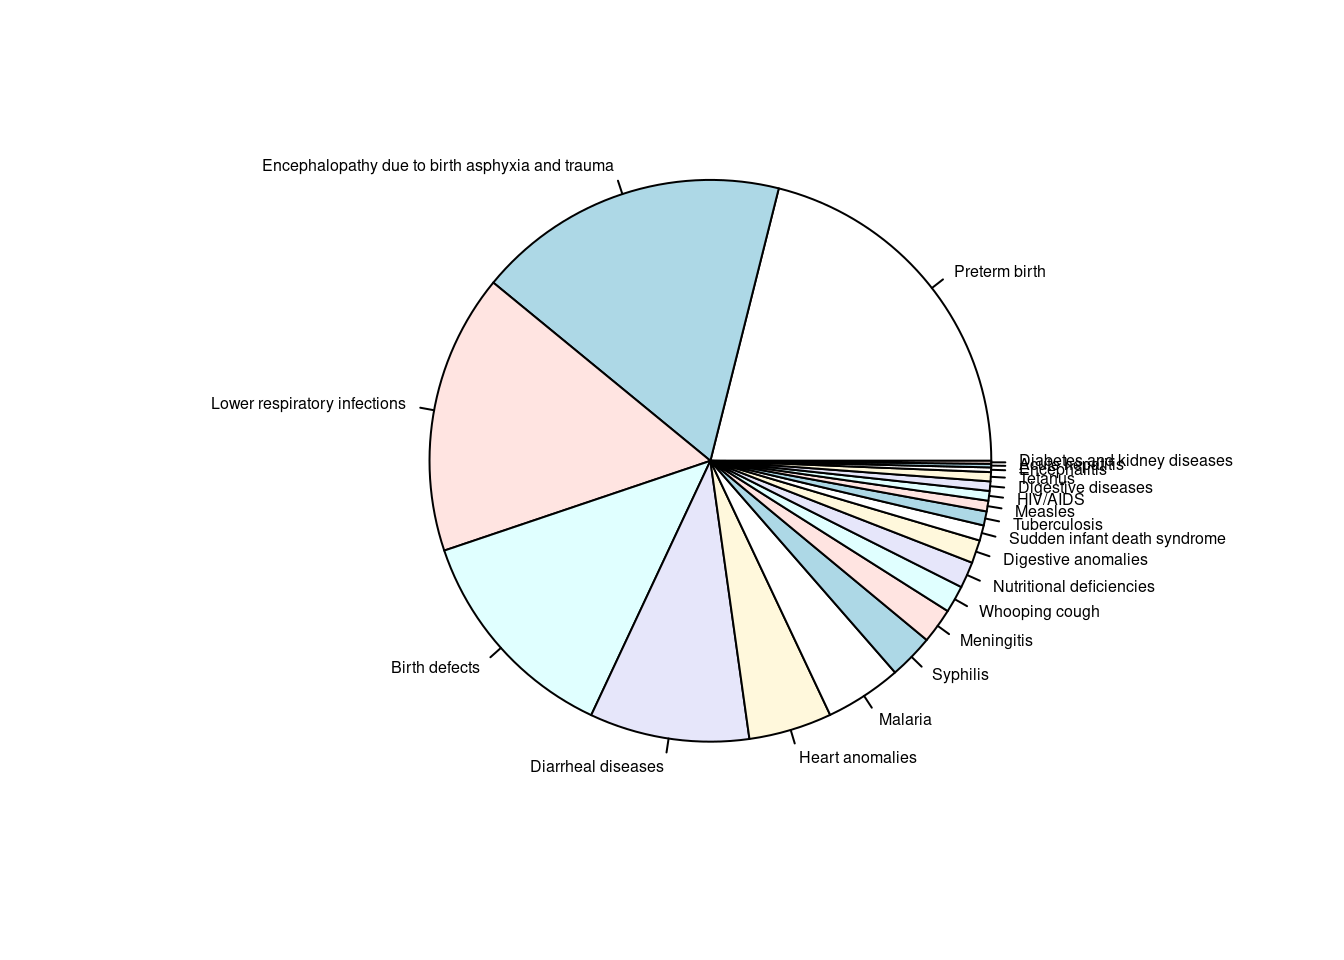 Encephalopathy due to birth asphyxia and trauma
Preterm birth
Lower respiratory infections
Diabetes and kidney diseases
Acute hepatitis
Encephalitis
Tetanus
Digestive diseases
HIV/AIDS
Measles
Tuberculosis
Sudden infant death syndrome
Digestive anomalies
Nutritional deficiencies
Whooping cough
Meningitis
Birth defects
Syphilis
Malaria
Heart anomalies
Diarrheal diseases